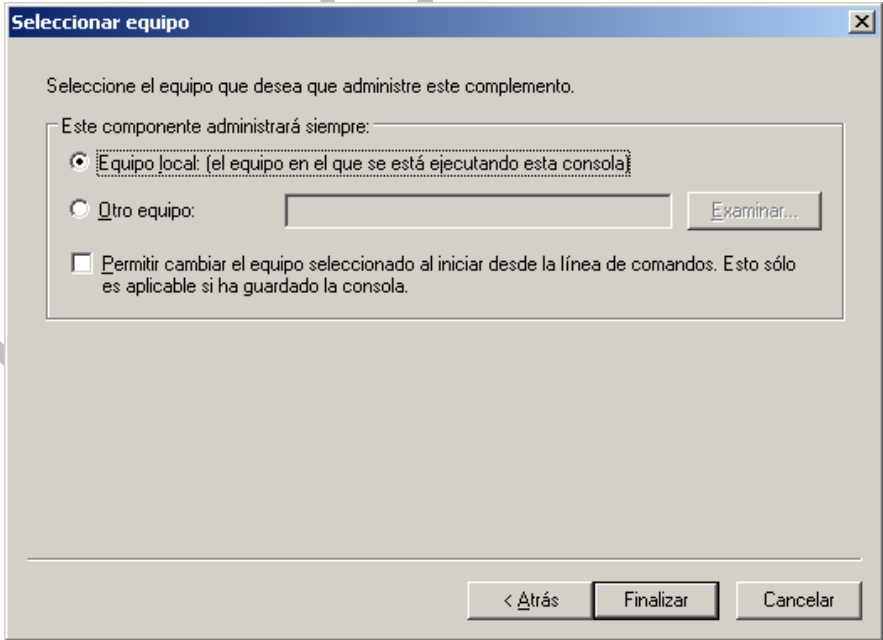 Seleccionar equipo
Seleccione el equipo que desea que administre este complemento.
Este componente administrará siempre:
Equipo local: (el equipo en el que se está ejecutando esta consola)
Otro equipo:
Examinar...
Permitir cambiar el equipo seleccionado al iniciar desde la línea de comandos. Esto sólo
es aplicable si ha guardado la consola.
< Atrás
Finalizar
Cancelar